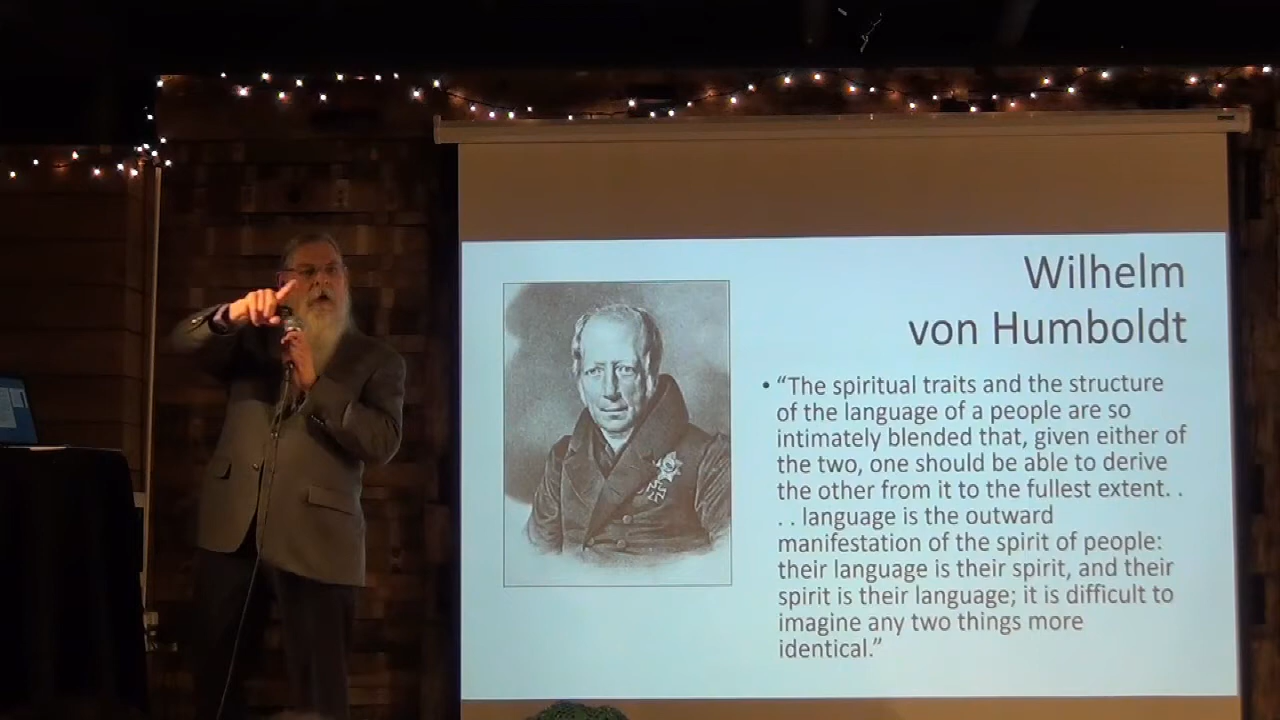 Wilhelm
von Humboldt
• “The spiritual traits and the structure
of the language of a people are so
intimately blended that, given either of
the two, one should be able to derive
the other from it to the fullest extent. .
. . language is the outward
manifestation of the spirit of people:
their language is their spirit, and their
spirit is their language; it is difficult to
imagine any two things more
identical.”